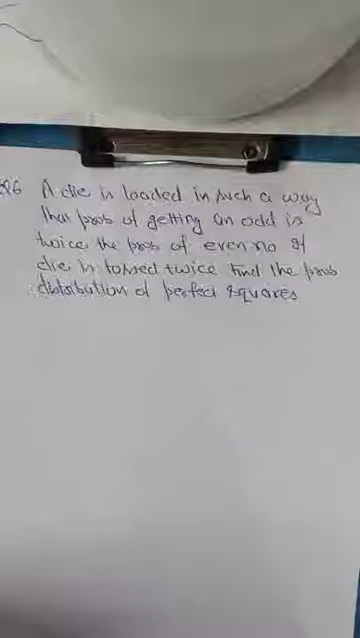 Q6 A die is loaded in such a way
that prob of getting an odd is
twice the prob of even no If
die is tossed twice Find the prob
distribution of perfect squares